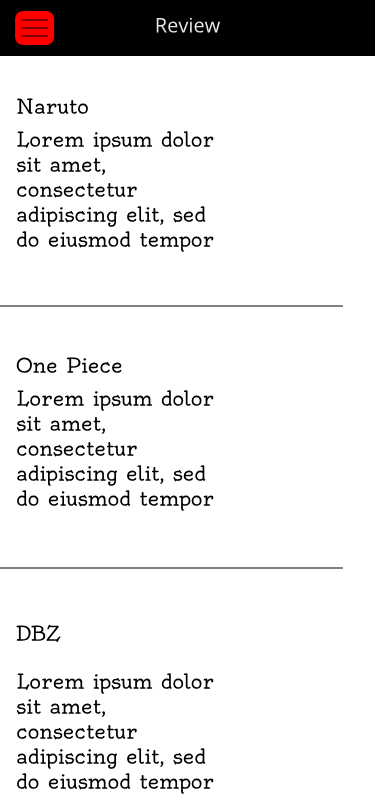 Review
Naruto
Lorem ipsum dolor
sit amet,
consectetur
adipiscing elit, sed
do eiusmod tempor
One Piece
Lorem ipsum dolor
sit amet,
consectetur
adipiscing elit, sed
do eiusmod tempor
DBZ
Lorem ipsum dolor
sit amet,
consectetur
adipiscing elit, sed
do eiusmod tempor